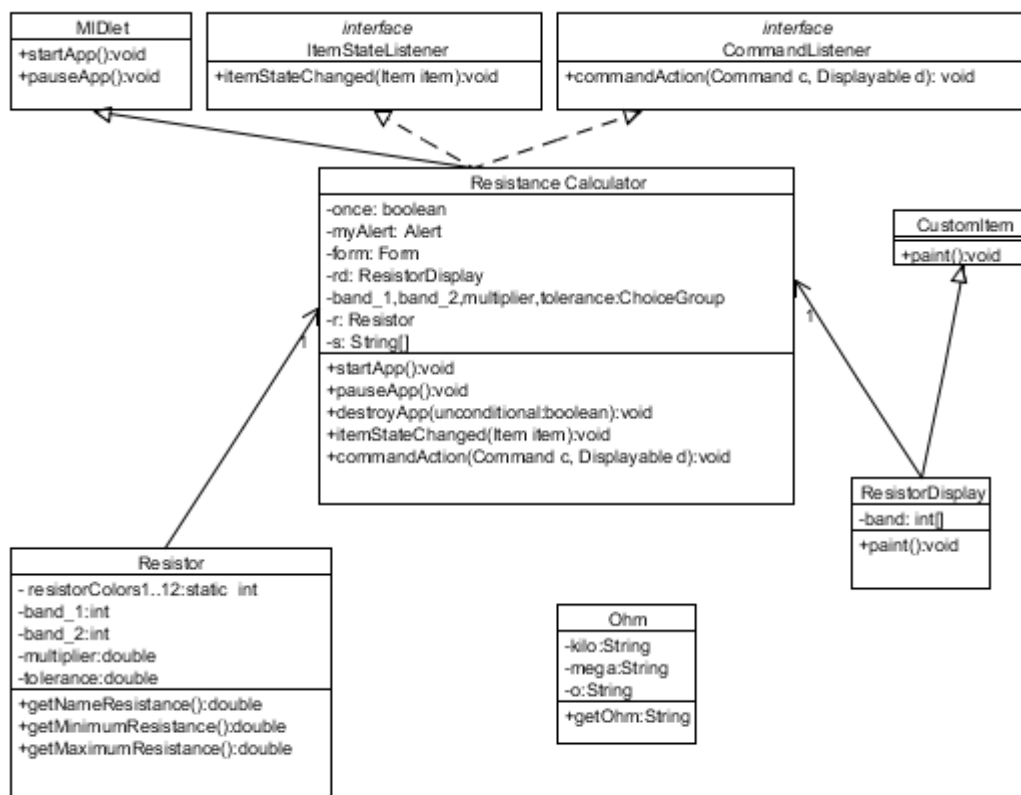 MIDlet
+startApp():void
+pauseApp():void
interface
ItemStateListener
+itemStateChanged(Item item):void
interface
CommandListener
+commandAction(Command c, Displayable d): void
Resistance Calculator
-once: boolean
-myAlert: Alert
-form: Form
-rd: ResistorDisplay
-band_1,band_2,multiplier,tolerance:ChoiceGroup
-r: Resistor
-s: String[]
+startApp():void
+pauseApp():void
+destroyApp(unconditional:boolean):void
+itemStateChanged(Item item):void
+commandAction(Command c, Displayable d):void
CustomItem
+paint():void
1
1
ResistorDisplay
-band: int[]
+paint():void
Resistor
- resistorColors1..12:static int
-band_1:int
-band_2:int
-multiplier:double
-tolerance:double
+getNameResistance():double
+getMinimumResistance():double
+getMaximumResistance():double
Ohm
-kilo:String
-mega:String
-o:String
+getOhm:String